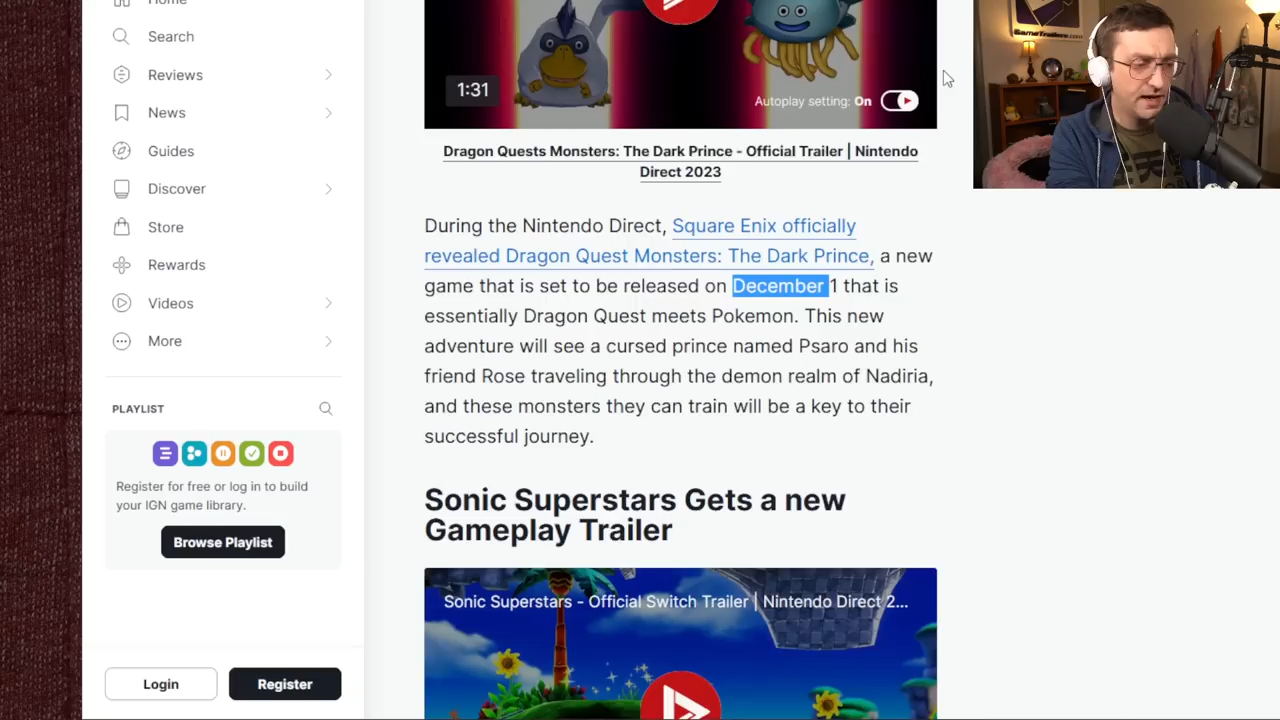 Home
Search
Reviews
News
Guides
Discover
Store
Rewards
Videos
More
PLAYLIST
Register for free or log in to build
your IGN game library.
Browse Playlist
Login
Register
1:31
Autoplay setting: On
Dragon Quests Monsters: The Dark Prince - Official Trailer | Nintendo
Direct 2023
During the Nintendo Direct, Square Enix officially
revealed Dragon Quest Monsters: The Dark Prince, a new
game that is set to be released on December 1 that is
essentially Dragon Quest meets Pokemon. This new
adventure will see a cursed prince named Psaro and his
friend Rose traveling through the demon realm of Nadiria,
and these monsters they can train will be a key to their
successful journey.
Sonic Superstars Gets a new
Gameplay Trailer
Sonic Superstars - Official Switch Trailer | Nintendo Direct 2...
GameTrailers.com